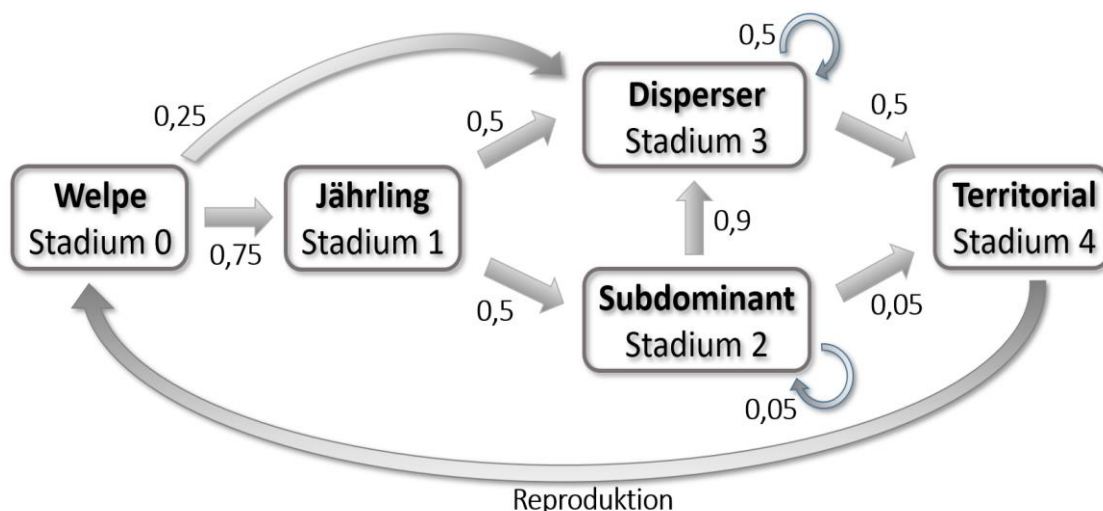 0,5
Disperser
Stadium 3
0,25
0,5
0,5
Welpe
Stadium 0
Jährling
Stadium 1
Territorial
Stadium 4
0,75
0,9
0,5
Subdominant
Stadium 2
0,05
0,05
Reproduktion